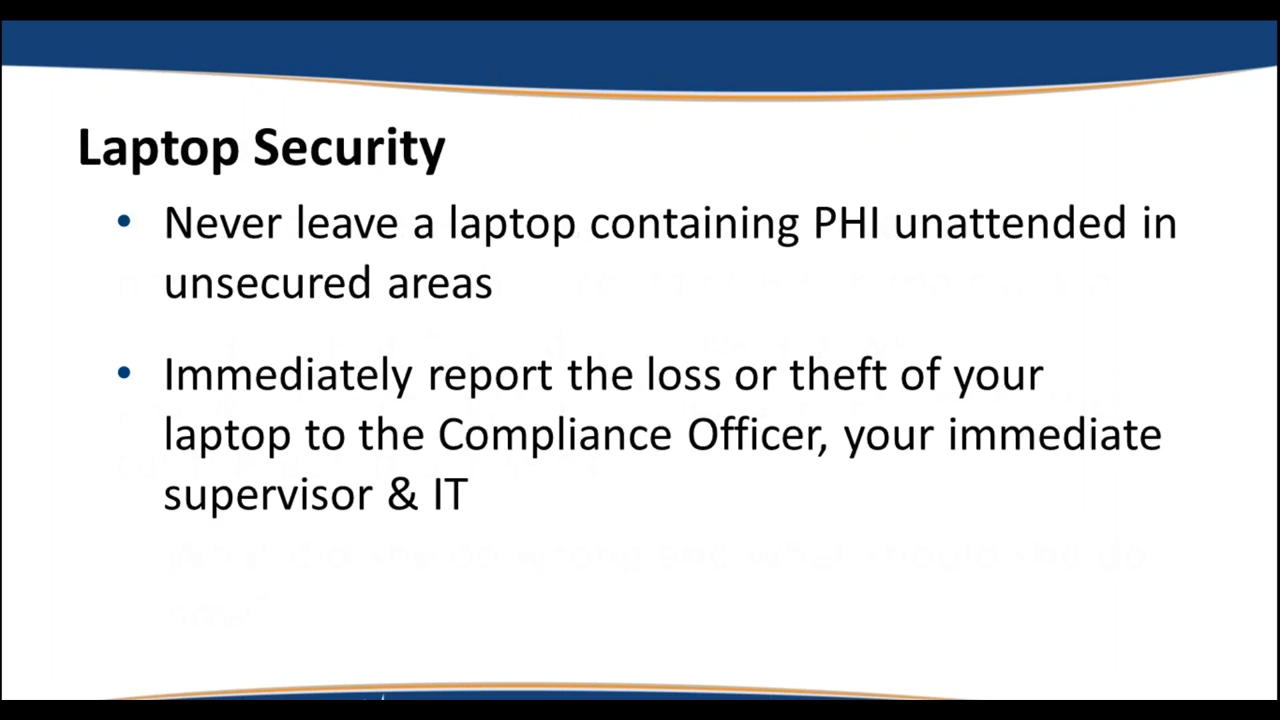 Laptop Security
• Never leave a laptop containing PHI unattended in
unsecured areas
• Immediately report the loss or theft of your
laptop to the Compliance Officer, your immediate
supervisor & IT